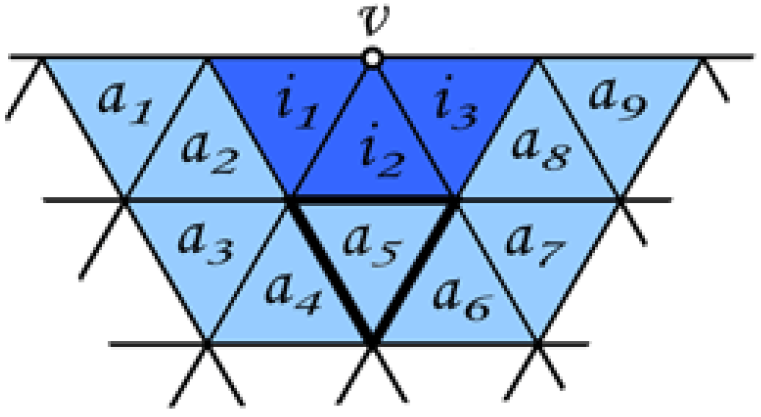 v
a₁ a₂ i₁ i₂ i₃ a₈ a₉
a₃ a₄ a₅ a₆ a₇